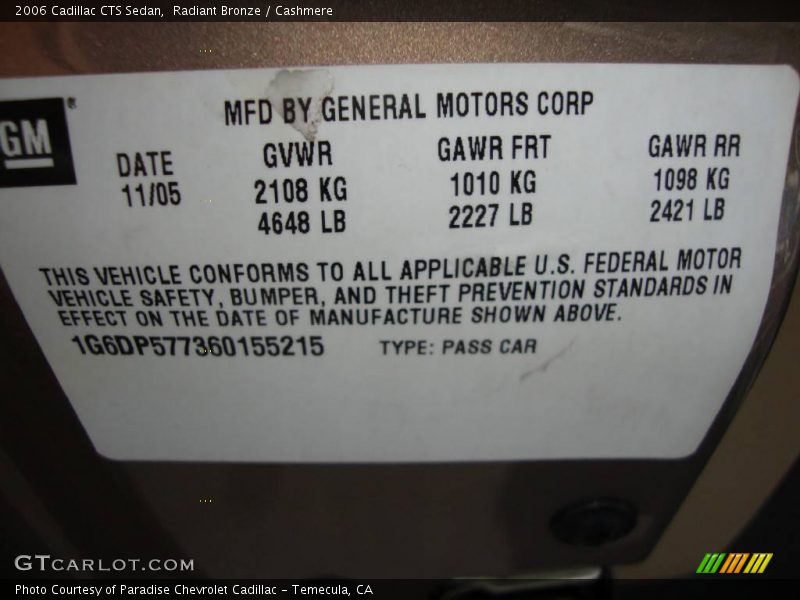 2006 Cadillac CTS Sedan, Radiant Bronze / Cashmere
GM®
MFD BY GENERAL MOTORS CORP
DATE GVWR GAWR FRT GAWR RR
11/05 2108 KG 1010 KG 1098 KG
4648 LB 2227 LB 2421 LB
THIS VEHICLE CONFORMS TO ALL APPLICABLE U.S. FEDERAL MOTOR
VEHICLE SAFETY, BUMPER, AND THEFT PREVENTION STANDARDS IN
EFFECT ON THE DATE OF MANUFACTURE SHOWN ABOVE.
1G6DP577360155215 TYPE: PASS CAR
GTCARLOT.COM
Photo Courtesy of Paradise Chevrolet Cadillac - Temecula, CA